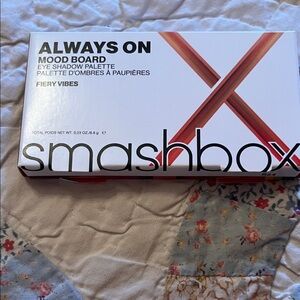 ALWAYS ON
MOOD BOARD
EYE SHADOW PALETTE
PALETTE D'OMBRES À PAUPIÈRES
FIERY VIBES
TOTAL POIDS NET WT. 0.31 OZ./8.8 g
smashbox